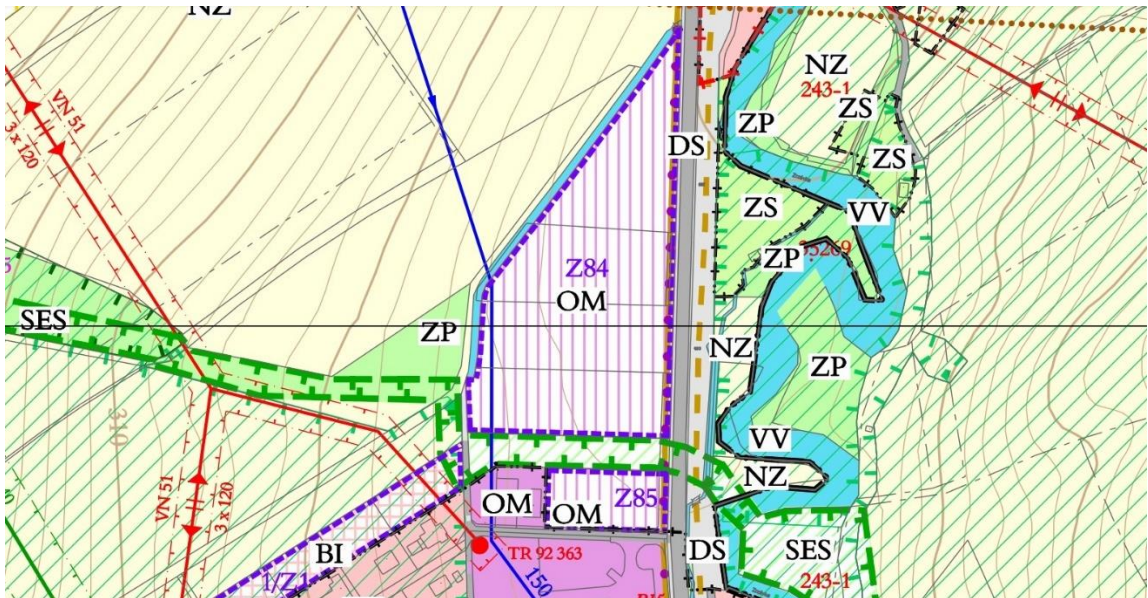 NZ
NZ
243-1
ZS
VN 51
3 x 120
ZP
DS
ZS
ZS
VV
ZP
Z84
OM
SES
ZP
NZ
ZP
310
VV
NZ
VN 51
3 x 120
OM
OM
Z85
BI
TR 92 363
DS
SES
243-1
1/Z1
150